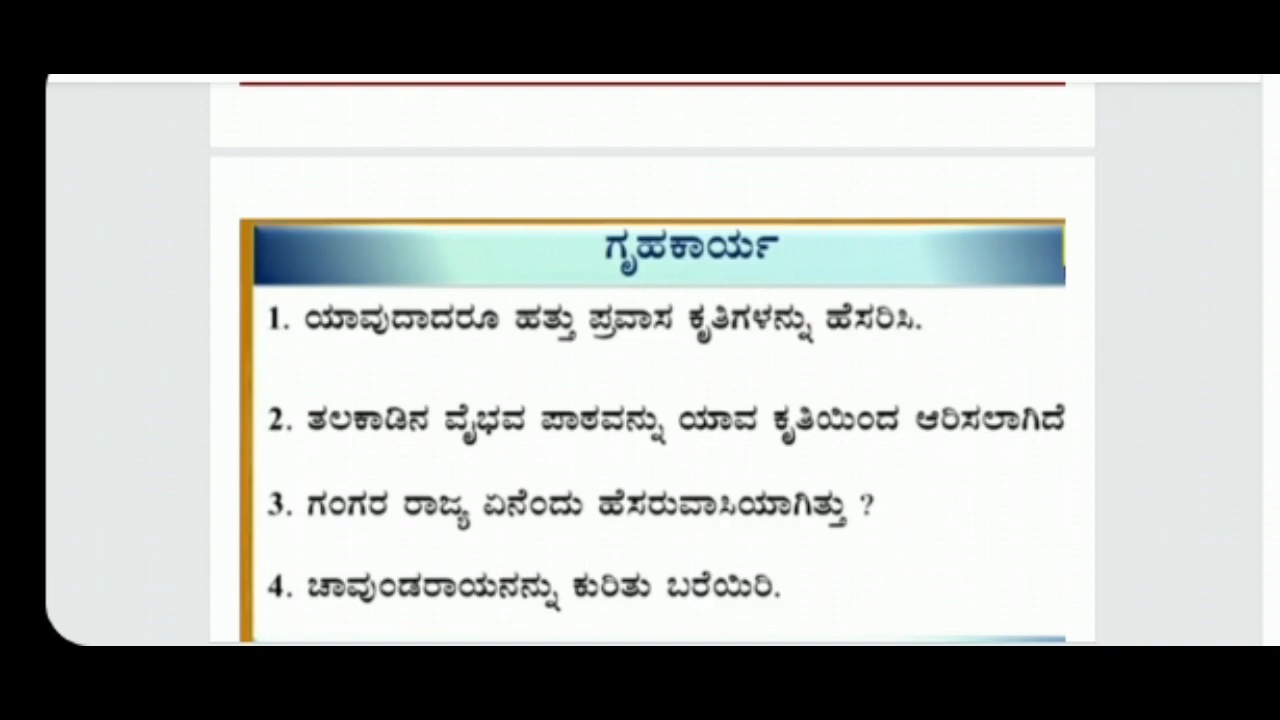 ಗೃಹಕಾರ್ಯ
1. ಯಾವುದಾದರೂ ಹತ್ತು ಪ್ರವಾಸ ಕೃತಿಗಳನ್ನು ಹೆಸರಿಸಿ.
2. ತಲಕಾಡಿನ ವೈಭವ ಪಾಠವನ್ನು ಯಾವ ಕೃತಿಯಿಂದ ಆರಿಸಲಾಗಿದೆ
3. ಗಂಗರ ರಾಜ್ಯ ಏನೆಂದು ಹೆಸರುವಾಸಿಯಾಗಿತ್ತು ?
4. ಚಾವುಂಡರಾಯನನ್ನು ಕುರಿತು ಬರೆಯಿರಿ.